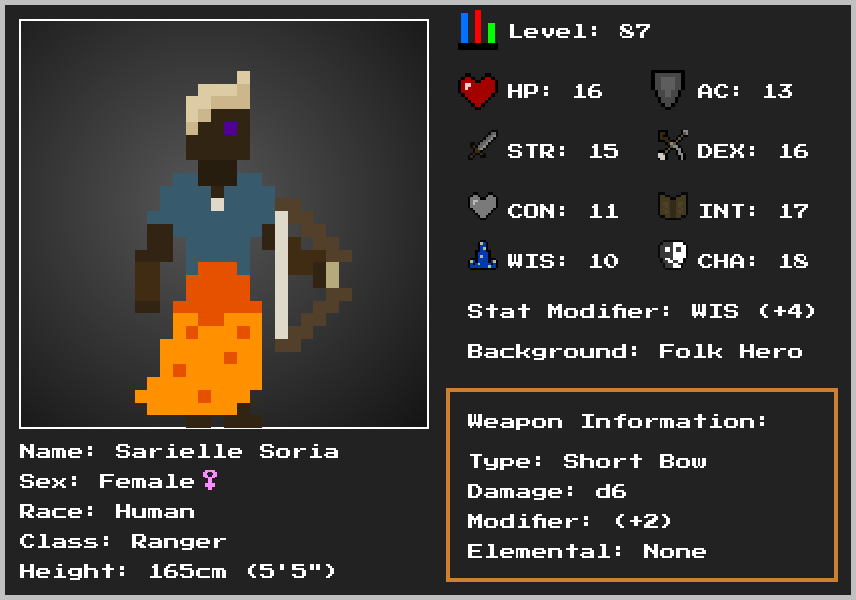 Level: 87
HP: 16 AC: 13
STR: 15 DEX: 16
CON: 11 INT: 17
WIS: 10 CHA: 18
Stat Modifier: WIS (+4)
Background: Folk Hero
Weapon Information:
Type: Short Bow
Damage: d6
Modifier: (+2)
Elemental: None
Name: Sarielle Soria
Sex: Female♀
Race: Human
Class: Ranger
Height: 165cm (5'5")